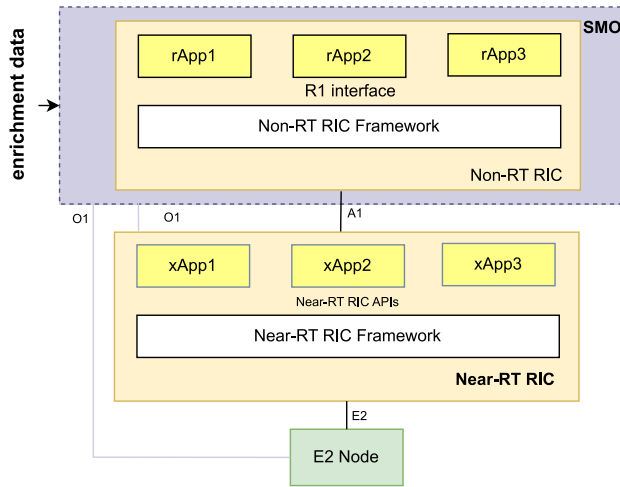 enrichment data
SMO
rApp1
rApp2
rApp3
R1 interface
Non-RT RIC Framework
Non-RT RIC
O1
O1
A1
xApp1
xApp2
xApp3
Near-RT RIC APIs
Near-RT RIC Framework
Near-RT RIC
E2
E2 Node